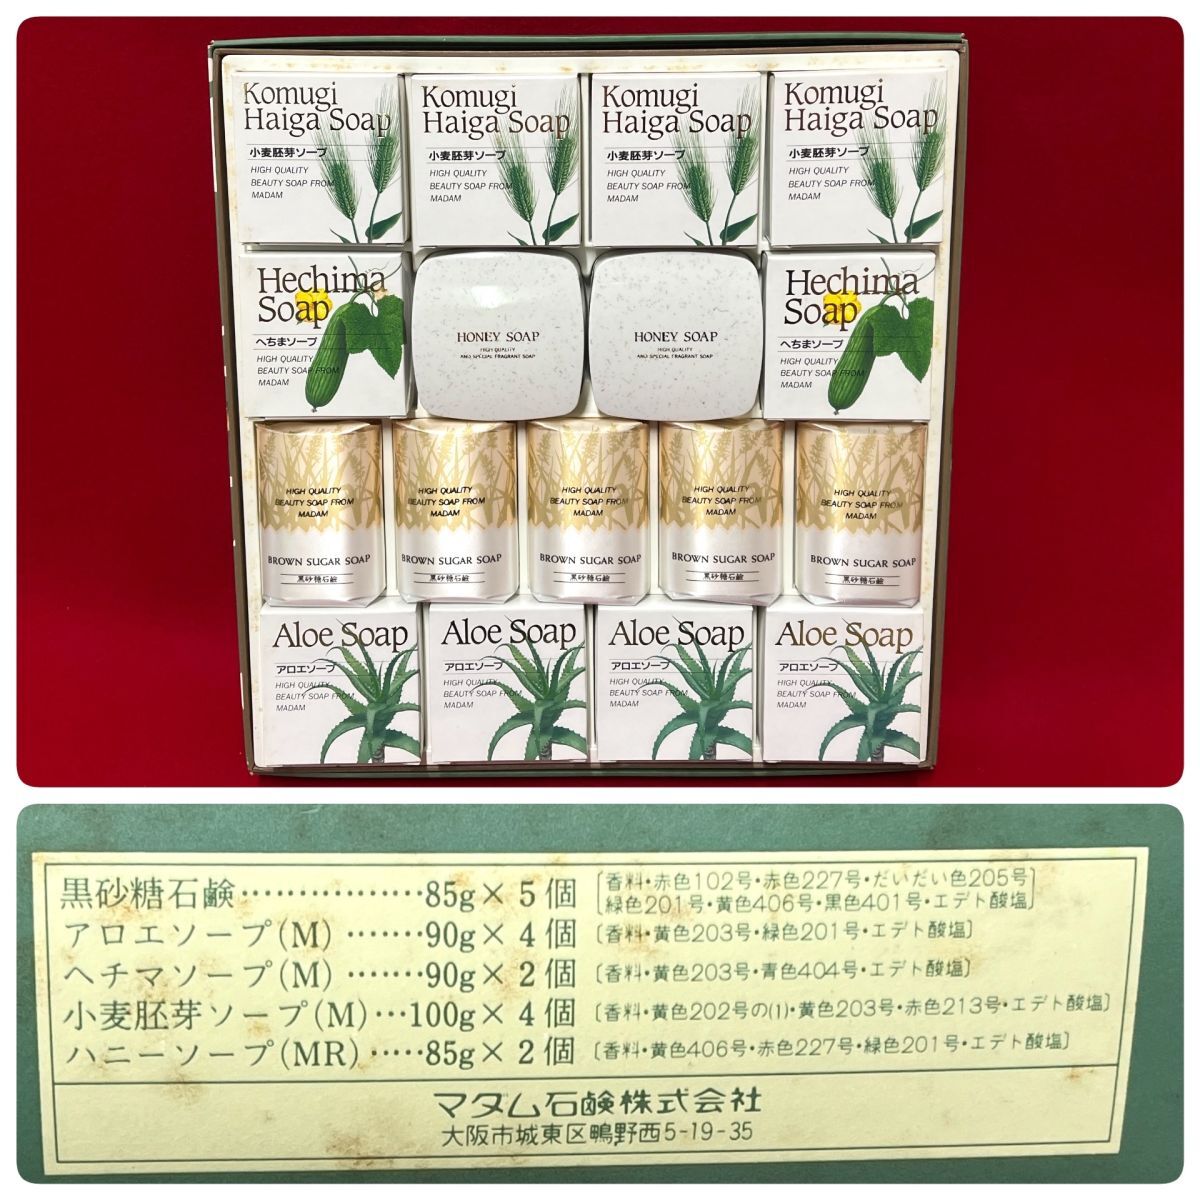 Komugi
Haiga Soap
小麦胚芽ソープ
HIGH QUALITY
BEAUTY SOAP FROM
MADAM
Komugi
Haiga Soap
小麦胚芽ソープ
HIGH QUALITY
BEAUTY SOAP FROM
MADAM
Komugi
Haiga Soap
小麦胚芽ソープ
HIGH QUALITY
BEAUTY SOAP FROM
MADAM
Komugi
Haiga Soap
小麦胚芽ソープ
HIGH QUALITY
BEAUTY SOAP FROM
MADAM
Hechima
Soap
へちまソープ
HIGH QUALITY
BEAUTY SOAP FROM
MADAM
HONEY SOAP
HIGH QUALITY
AND SPECIAL FRAGRANT SOAP
HONEY SOAP
HIGH QUALITY
AND SPECIAL FRAGRANT SOAP
Hechima
Soap
へちまソープ
HIGH QUALITY
BEAUTY SOAP FROM
MADAM
HIGH QUALITY
BEAUTY SOAP FROM
MADAM
BROWN SUGAR SOAP
黒砂糖石鹸
HIGH QUALITY
BEAUTY SOAP FROM
MADAM
BROWN SUGAR SOAP
黒砂糖石鹸
HIGH QUALITY
BEAUTY SOAP FROM
MADAM
BROWN SUGAR SOAP
黒砂糖石鹸
HIGH QUALITY
BEAUTY SOAP FROM
MADAM
BROWN SUGAR SOAP
黒砂糖石鹸
HIGH QUALITY
BEAUTY SOAP FROM
MADAM
BROWN SUGAR SOAP
黒砂糖石鹸
Aloe Soap
アロエソープ
HIGH QUALITY
BEAUTY SOAP FROM
MADAM
Aloe Soap
アロエソープ
HIGH QUALITY
BEAUTY SOAP FROM
MADAM
Aloe Soap
アロエソープ
HIGH QUALITY
BEAUTY SOAP FROM
MADAM
Aloe Soap
アロエソープ
HIGH QUALITY
BEAUTY SOAP FROM
MADAM
黒砂糖石鹸………………85g×5個 〔香料・赤色102号・赤色227号・だいだい色205号
緑色201号・黄色406号・黒色401号・エデト酸塩〕
アロエソープ(M) ……90g×4個 〔香料・黄色203号・緑色201号・エデト酸塩〕
ヘチマソープ(M) ……90g×2個 〔香料・黄色203号・青色404号・エデト酸塩〕
小麦胚芽ソープ(M)…100g×4個 〔香料・黄色202号の(1)・黄色203号・赤色213号・エデト酸塩〕
ハニーソープ(MR)……85g×2個 〔香料・黄色406号・赤色227号・緑色201号・エデト酸塩〕
マダム石鹸株式会社
大阪市城東区鴫野西5-19-35